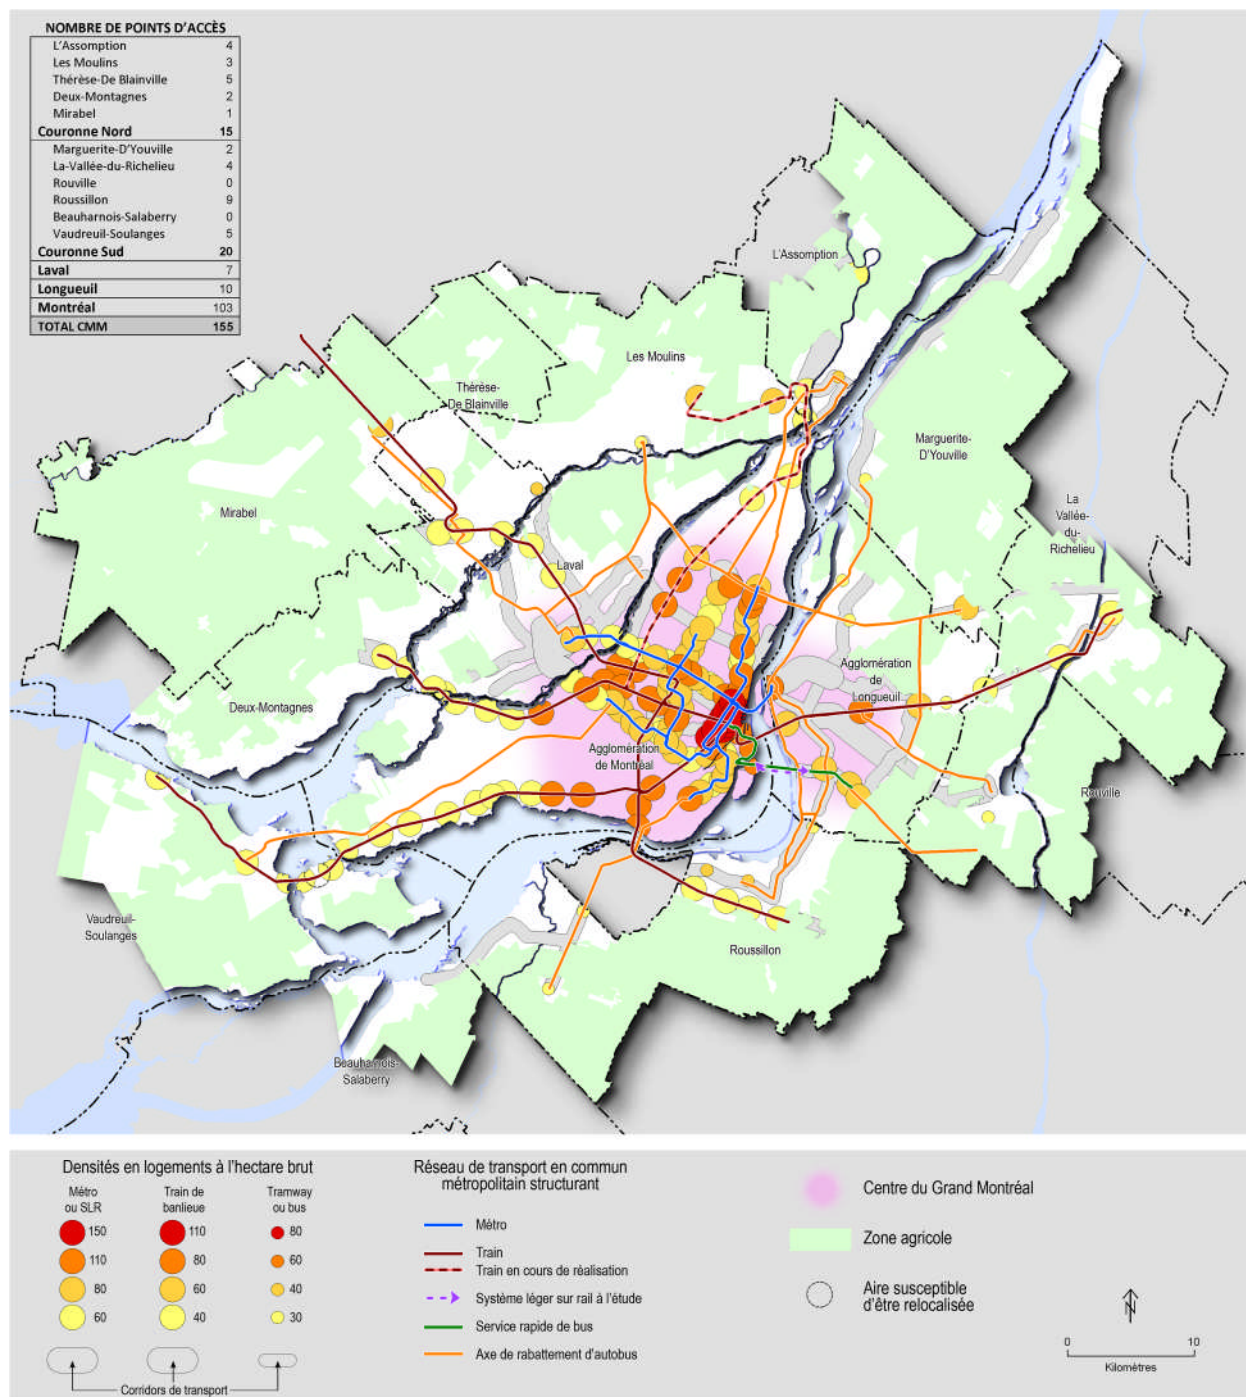 NOMBRE DE POINTS D'ACCÈS
L'Assomption 4
Les Moulins 3
Thérèse-De Blainville 5
Deux-Montagnes 2
Mirabel 1
Couronne Nord 15
Marguerite-D'Youville 2
La-Vallée-du-Richelieu 4
Rouville 0
Roussillon 9
Beauharnois-Salaberry 0
Vaudreuil-Soulanges 5
Couronne Sud 20
Laval 7
Longueuil 10
Montréal 103
TOTAL CMM 155
L'Assomption
Les Moulins
Thérèse-
De Blainville
Marguerite-
D'Youville
La
Vallée-
du-
Richelieu
Mirabel
Laval
Agglomération
de
Longueuil
Deux-Montagnes
Agglomération
de Montréal
Rouville
Vaudreuil-
Soulanges
Roussillon
Beauharnois-
Salaberry
Densités en logements à l'hectare brut
Métro
ou SLR
Train de
banlieue
Tramway
ou bus
150 110 80
110 80 60
80 60 40
60 40 30
Corridors de transport
Réseau de transport en commun
métropolitain structurant
Métro
Train
Train en cours de réalisation
Système léger sur rail à l'étude
Service rapide de bus
Axe de rabattement d'autobus
Centre du Grand Montréal
Zone agricole
Aire susceptible
d'être relocalisée
N
0 10
Kilomètres